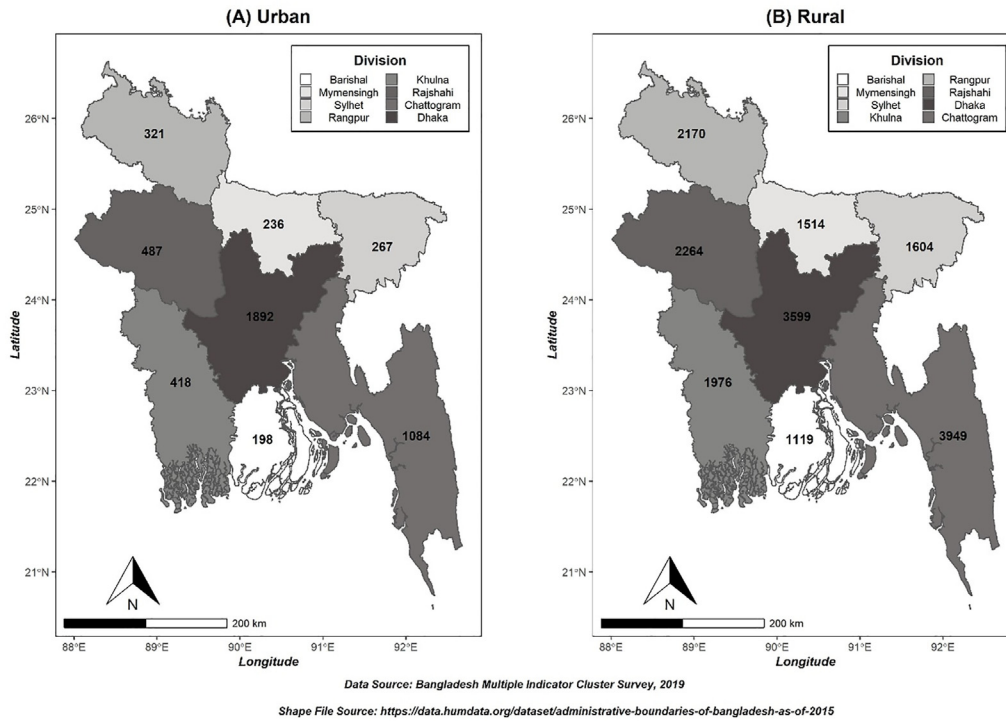 (A) Urban
Division
Barishal Khulna
Mymensingh Rajshahi
Sylhet Chattogram
Rangpur Dhaka
26°N
25°N
24°N
23°N
22°N
21°N
Latitude
321
236
267
487
1892
418
198
1084
N
200 km
88°E 89°E 90°E 91°E 92°E
Longitude
(B) Rural
Division
Barishal Rangpur
Mymensingh Rajshahi
Sylhet Dhaka
Khulna Chattogram
26°N
25°N
24°N
23°N
22°N
21°N
Latitude
2170
1514
1604
2264
3599
1976
1119
3949
N
200 km
88°E 89°E 90°E 91°E 92°E
Longitude
Data Source: Bangladesh Multiple Indicator Cluster Survey, 2019
Shape File Source: https://data.humdata.org/dataset/administrative-boundaries-of-bangladesh-as-of-2015